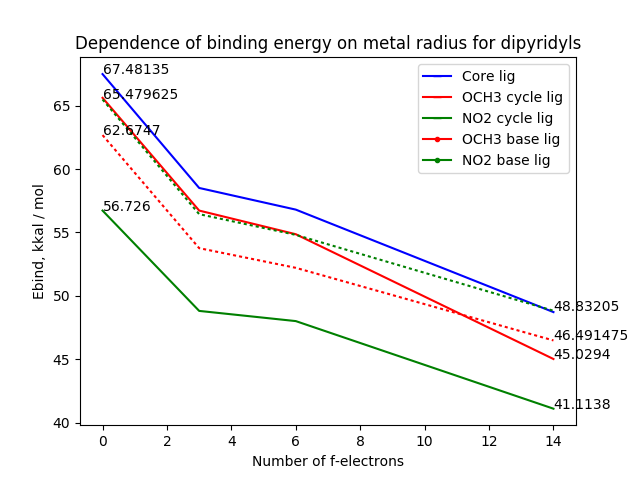 Dependence of binding energy on metal radius for dipyridyls
67.48135
65.479625
62.6747
56.726
Core lig
OCH3 cycle lig
NO2 cycle lig
OCH3 base lig
NO2 base lig
48.83205
46.491475
45.0294
41.1138
65
60
55
50
45
40
Ebind, kkal / mol
0 2 4 6 8 10 12 14
Number of f-electrons